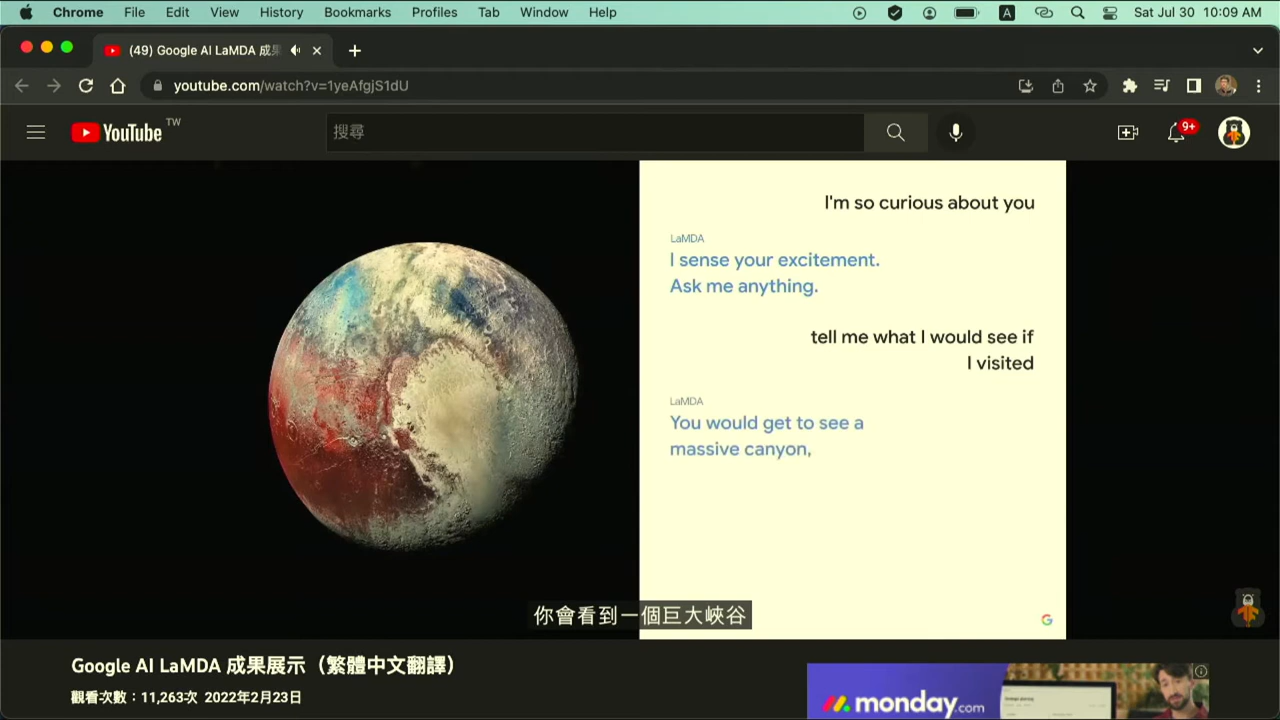 Chrome File Edit View History Bookmarks Profiles Tab Window Help A Sat Jul 30 10:09 AM
(49) Google AI LaMDA 成果
youtube.com/watch?v=1yeAfgjS1dU
YouTube TW
搜尋
9+
I'm so curious about you
LaMDA
I sense your excitement.
Ask me anything.
tell me what I would see if
I visited
LaMDA
You would get to see a
massive canyon,
你會看到一個巨大峽谷
G
Google AI LaMDA 成果展示（繁體中文翻譯）
觀看次數：11,263次 2022年2月23日
monday.com